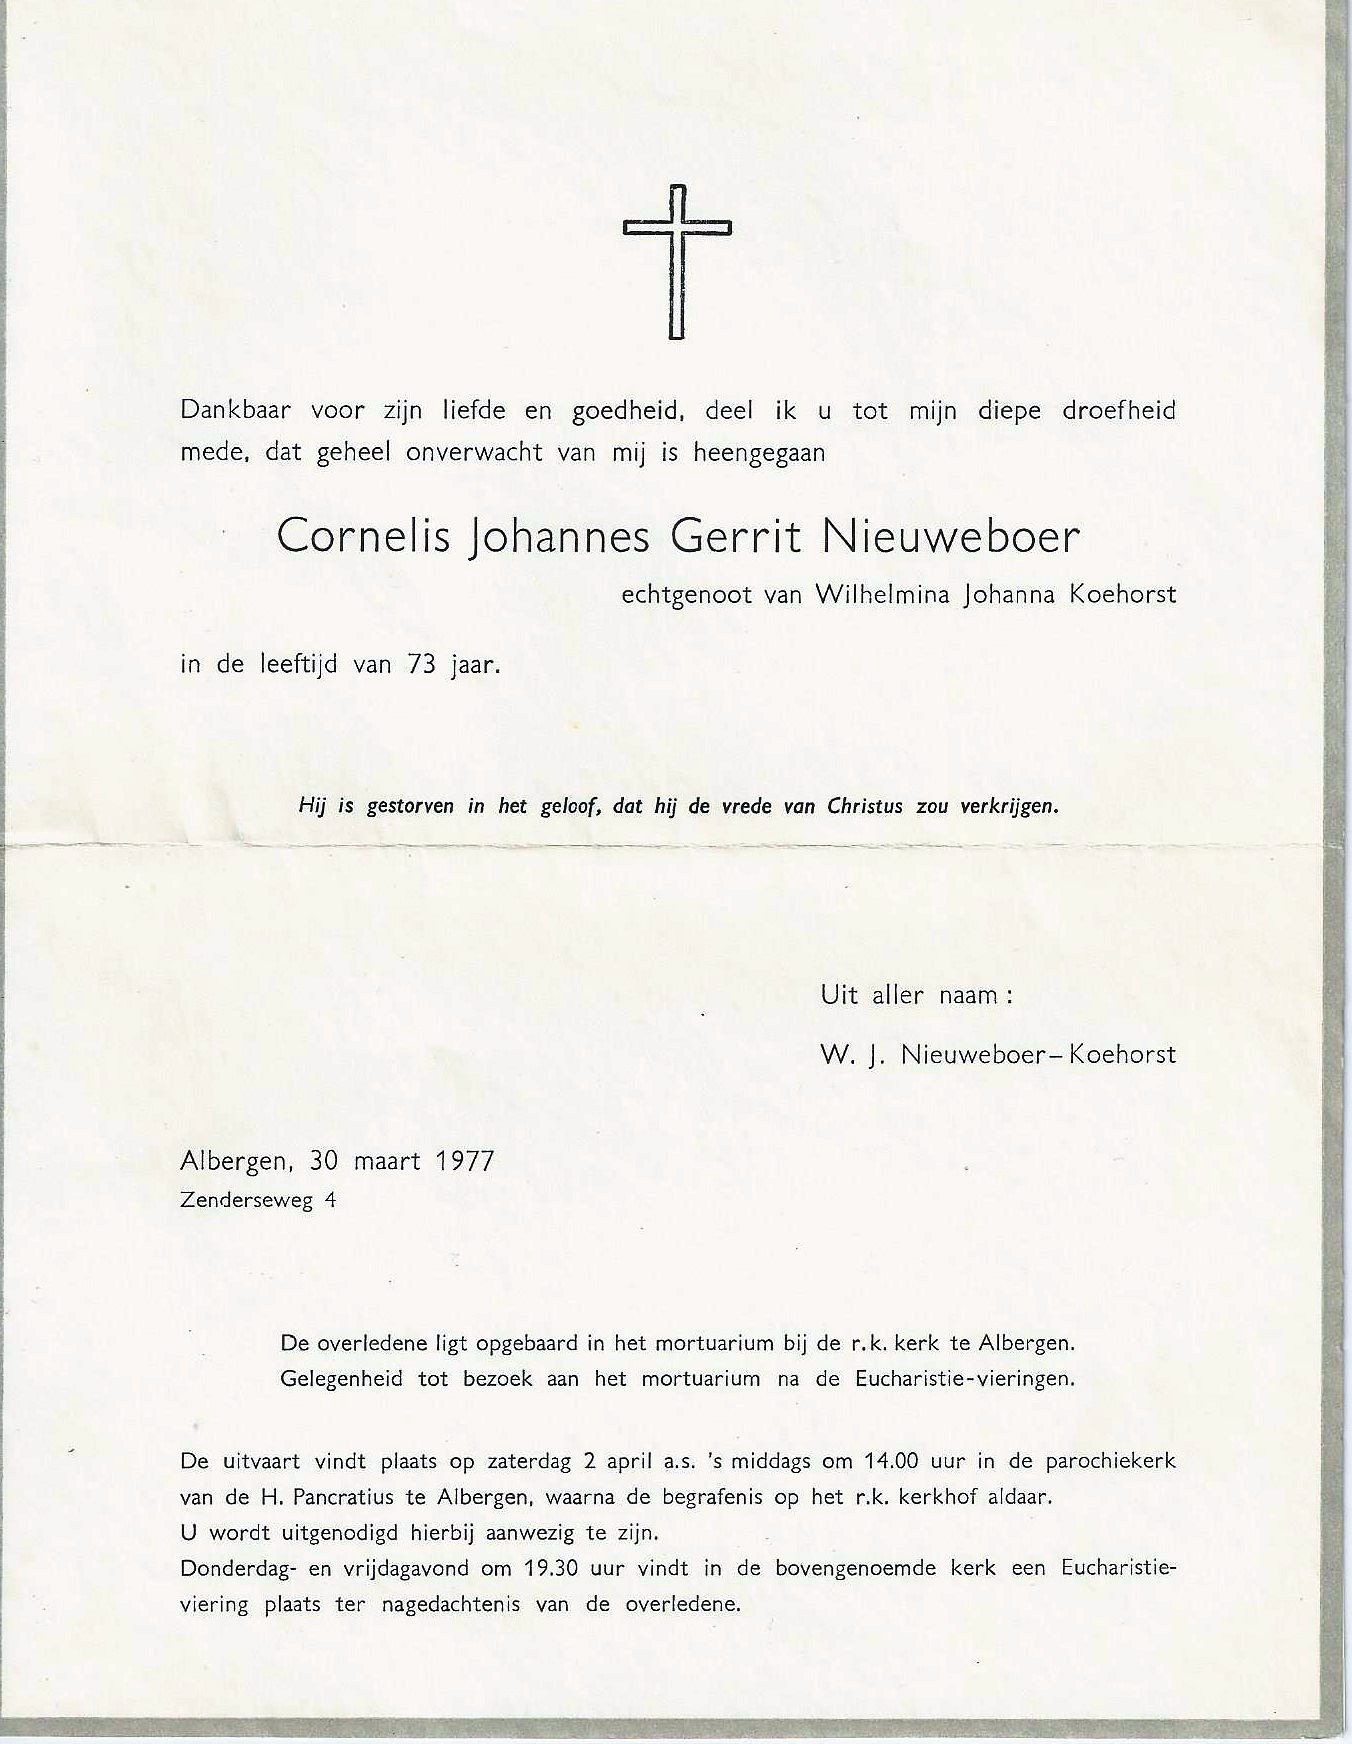 Dankbaar voor zijn liefde en goedheid, deel ik u tot mijn diepe droefheid
mede, dat geheel onverwacht van mij is heengegaan
Cornelis Johannes Gerrit Nieuweboer
echtgenoot van Wilhelmina Johanna Koehorst
in de leeftijd van 73 jaar.
Hij is gestorven in het geloof, dat hij de vrede van Christus zou verkrijgen.
Uit aller naam :
W. J. Nieuweboer–Koehorst
Albergen, 30 maart 1977
Zenderseweg 4
De overledene ligt opgebaard in het mortuarium bij de r.k. kerk te Albergen.
Gelegenheid tot bezoek aan het mortuarium na de Eucharistie-vieringen.
De uitvaart vindt plaats op zaterdag 2 april a.s. 's middags om 14.00 uur in de parochiekerk
van de H. Pancratius te Albergen, waarna de begrafenis op het r.k. kerkhof aldaar.
U wordt uitgenodigd hierbij aanwezig te zijn.
Donderdag- en vrijdagavond om 19.30 uur vindt in de bovengenoemde kerk een Eucharistie-
viering plaats ter nagedachtenis van de overledene.